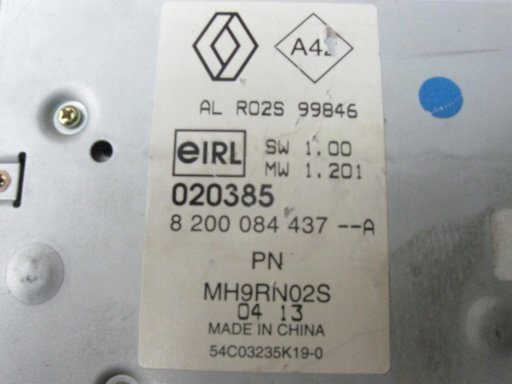 A42
AL R02S 99846
eIRL SW 1.00
MW 1.201
020385
8 200 084 437 --A
PN
MH9RN02S
04 13
MADE IN CHINA
54C03235K19-0